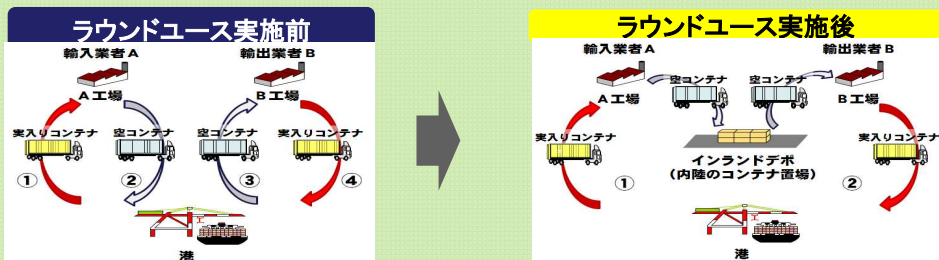 ラウンドユース実施前
輸入業者A
輸出業者B
A工場
B工場
実入りコンテナ
空コンテナ
空コンテナ
実入りコンテナ
①
②
③
④
港
ラウンドユース実施後
輸入業者A
輸出業者B
空コンテナ
空コンテナ
A工場
B工場
実入りコンテナ
実入りコンテナ
インランドデポ
(内陸のコンテナ置場)
①
②
港